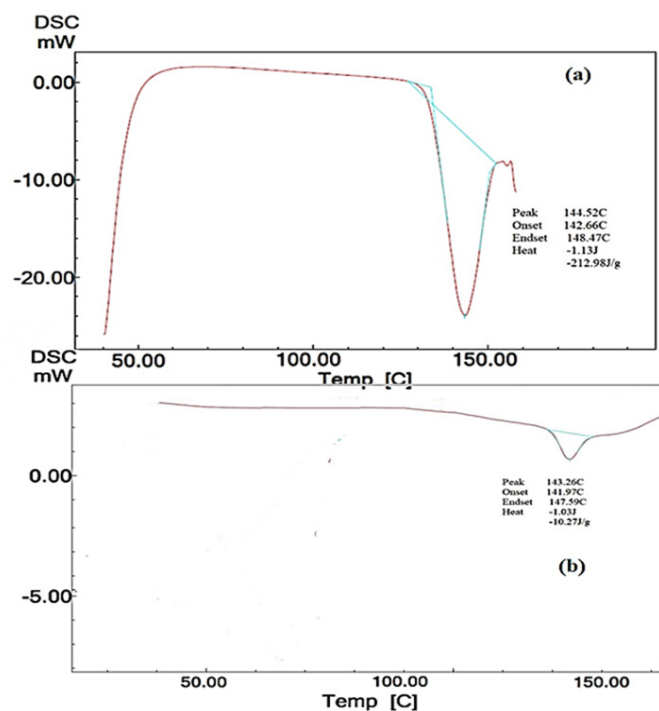 DSC
mW
(a)
0.00
-10.00
-20.00
Peak 144.52C
Onset 142.66C
Endset 148.47C
Heat -1.13J
-212.98J/g
50.00 100.00 150.00
Temp [C]
DSC
mW
0.00
-5.00
Peak 143.26C
Onset 141.97C
Endset 147.59C
Heat -1.03J
-10.27J/g
(b)
50.00 100.00 150.00
Temp [C]